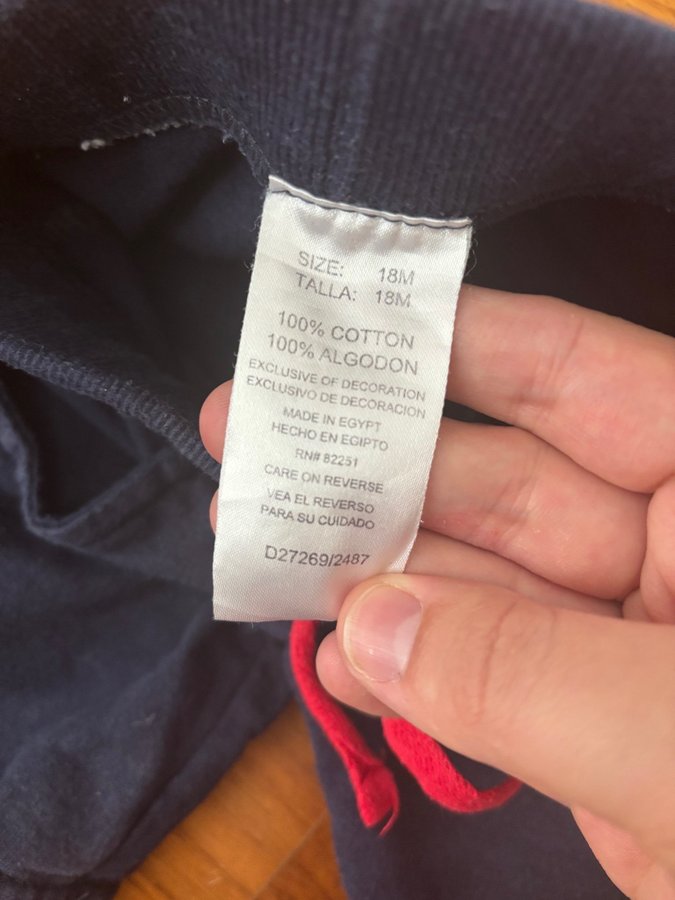 SIZE: 18M
TALLA: 18M
100% COTTON
100% ALGODON
EXCLUSIVE OF DECORATION
EXCLUSIVO DE DECORACION
MADE IN EGYPT
HECHO EN EGIPTO
RN# 82251
CARE ON REVERSE
VEA EL REVERSO
PARA SU CUIDADO
D27269/2487